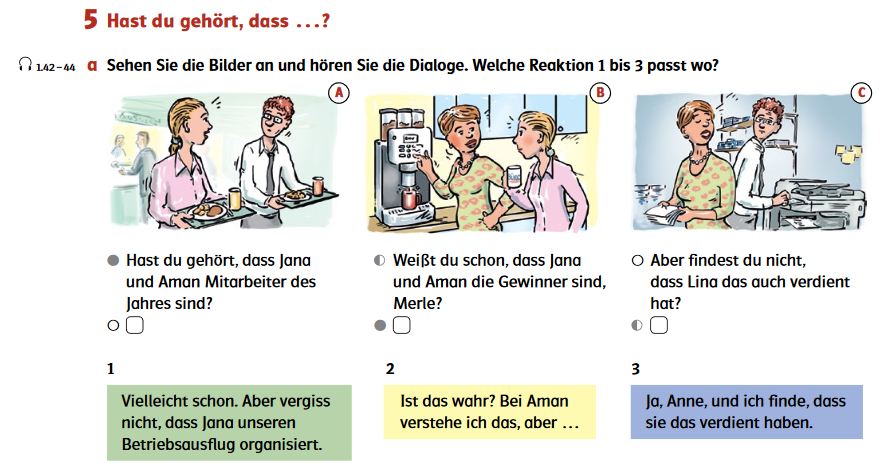 5 Hast du gehört, dass ...?
1.42–44 a Sehen Sie die Bilder an und hören Sie die Dialoge. Welche Reaktion 1 bis 3 passt wo?
A
Hast du gehört, dass Jana
und Aman Mitarbeiter des
Jahres sind?
B
Weißt du schon, dass Jana
und Aman die Gewinner sind,
Merle?
C
Aber findest du nicht,
dass Lina das auch verdient
hat?
1
Vielleicht schon. Aber vergiss
nicht, dass Jana unseren
Betriebsausflug organisiert.
2
Ist das wahr? Bei Aman
verstehe ich das, aber ...
3
Ja, Anne, und ich finde, dass
sie das verdient haben.